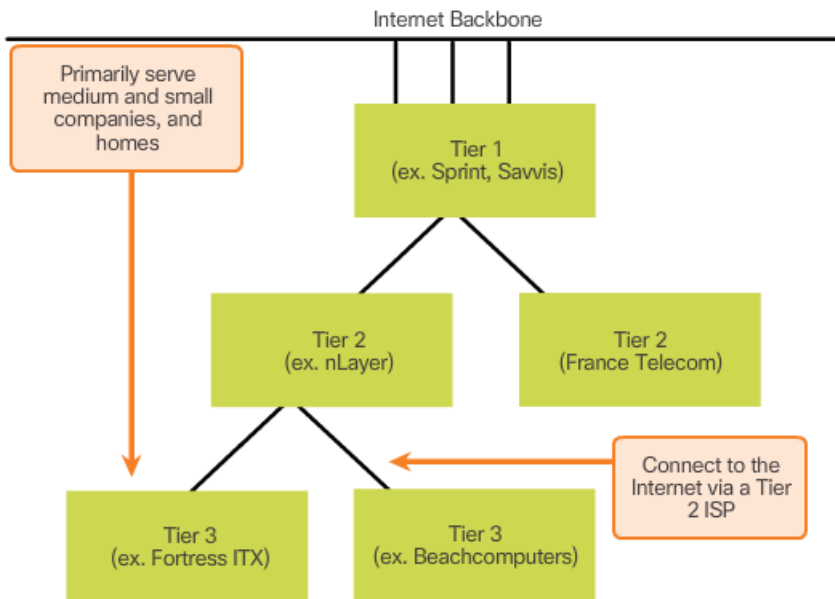 Internet Backbone
Primarily serve
medium and small
companies, and
homes
Tier 1
(ex. Sprint, Savvis)
Tier 2
(ex. nLayer)
Tier 2
(France Telecom)
Connect to the
Internet via a Tier
2 ISP
Tier 3
(ex. Fortress ITX)
Tier 3
(ex. Beachcomputers)